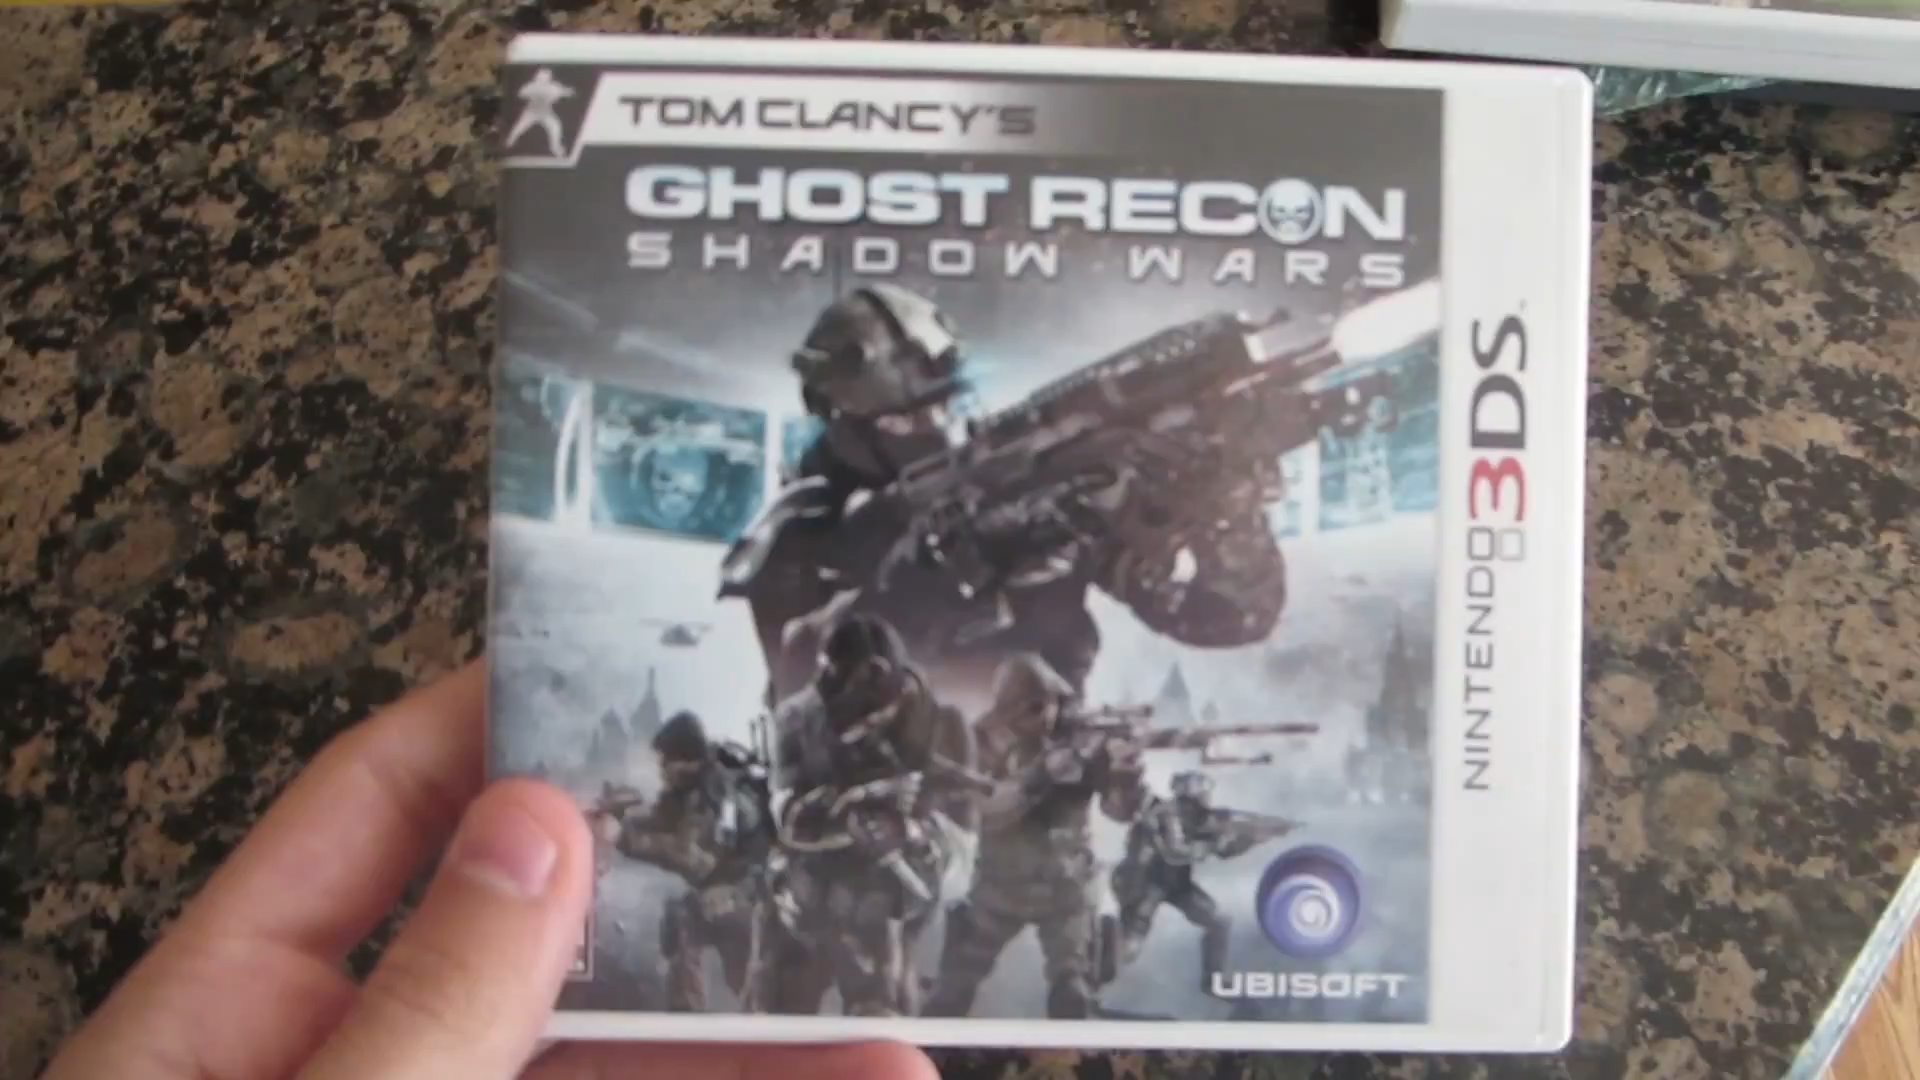 TOM CLANCY'S
GHOST RECON
SHADOW WARS
NINTENDO 3DS
UBISOFT